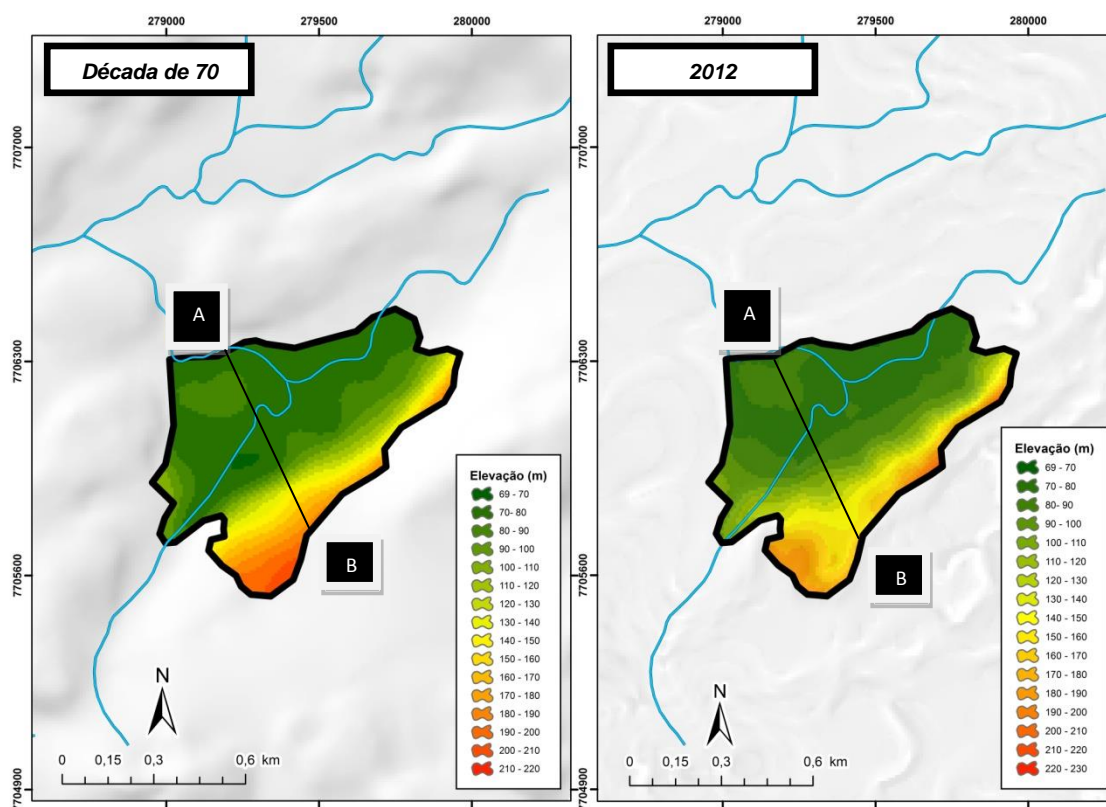 279000 279500 280000
Década de 70
7707000
7706300
7705600
7704900
A
B
N
0 0,15 0,3 0,6 km
Elevação (m)
69 - 70
70- 80
80 - 90
90 - 100
100 - 110
110 - 120
120 - 130
130 - 140
140 - 150
150 - 160
160 - 170
170 - 180
180 - 190
190 - 200
200 - 210
210 - 220
279000 279500 280000
2012
7707000
7706300
7705600
7704900
A
B
N
0 0,15 0,3 0,6 km
Elevação (m)
69 - 70
70 - 80
80- 90
90 - 100
100 - 110
110 - 120
120 - 130
130 - 140
140 - 150
150 - 160
160 - 170
170 - 180
180 - 190
190 - 200
200 - 210
210 - 220
220 - 230